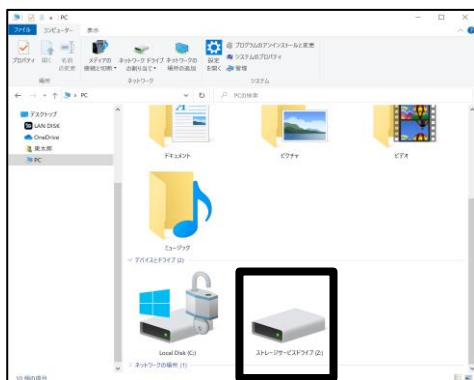 PC
ファイル コンピューター 表示
プロパティ 開く 名前の変更 メディアの接続と切断 ネットワーク ドライブの割り当て ネットワークの場所の追加 設定を開く
プログラムのアンインストールと変更
システムのプロパティ
管理
場所 ネットワーク システム
PC PCの検索
デスクトップ
LAN DISK
OneDrive
東太郎
PC
ドキュメント ピクチャ ビデオ
ミュージック
デバイスとドライブ (2)
Local Disk (C:) ストレージサービスドライブ (Z:)
ネットワークの場所 (1)